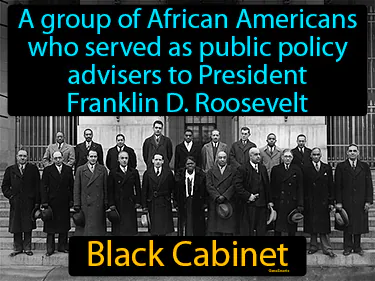 A group of African Americans
who served as public policy
advisers to President
Franklin D. Roosevelt
Black Cabinet